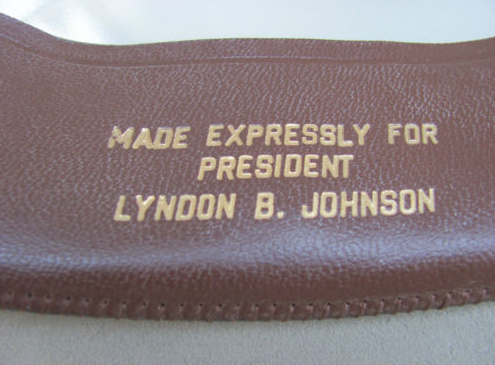 MADE EXPRESSLY FOR
PRESIDENT
LYNDON B. JOHNSON